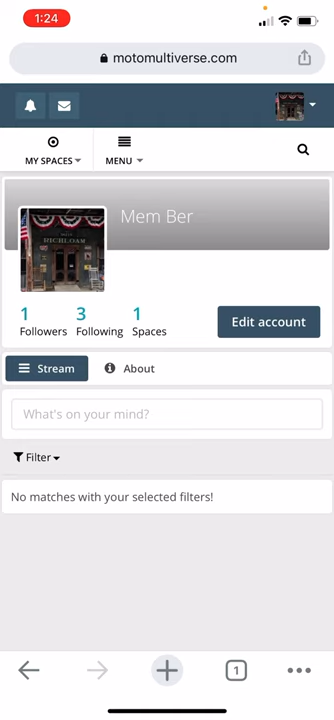 1:24
motomultiverse.com
MY SPACES
MENU
Mem Ber
RICHLOAM
1 3 1
Followers Following Spaces
Edit account
Stream
About
What's on your mind?
Filter
No matches with your selected filters!
1